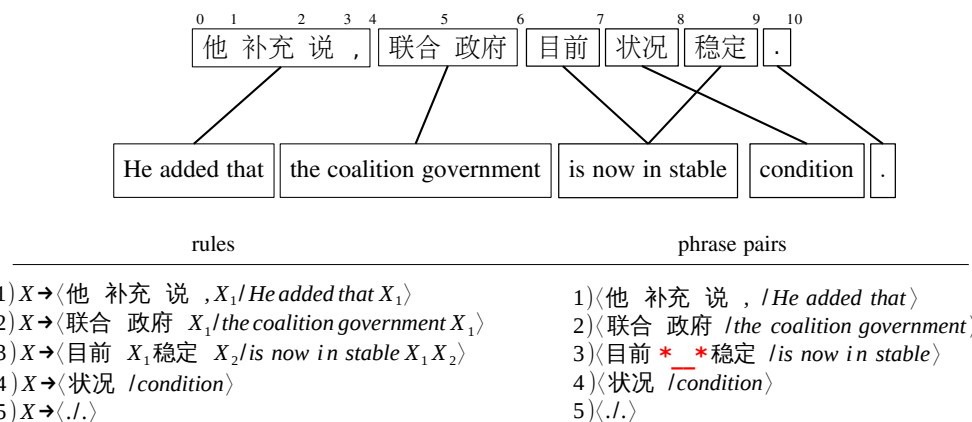 0 1 2 3 4 5 6 7 8 9 10
他 补充 说 , 联合 政府 目前 状况 稳定 .
He added that the coalition government is now in stable condition .
rules phrase pairs
1) X → ⟨他 补充 说 , X₁ / He added that X₁⟩ 1) ⟨他 补充 说 , / He added that⟩
2) X → ⟨联合 政府 X₁ / the coalition government X₁⟩ 2) ⟨联合 政府 / the coalition government⟩
3) X → ⟨目前 X₁ 稳定 X₂ / is now in stable X₁ X₂⟩ 3) ⟨目前 *__* 稳定 / is now in stable⟩
4) X → ⟨状况 / condition⟩ 4) ⟨状况 / condition⟩
5) X → ⟨. / .⟩ 5) ⟨. / .⟩